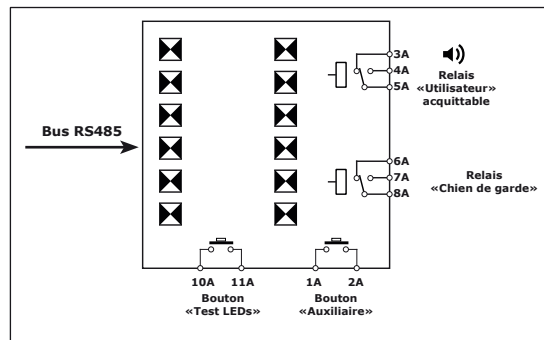 3A
4A
5A
Relais
«Utilisateur»
acquittable
Bus RS485
6A
7A
8A
Relais
«Chien de garde»
10A 11A
Bouton
«Test LEDs»
1A 2A
Bouton
«Auxiliaire»